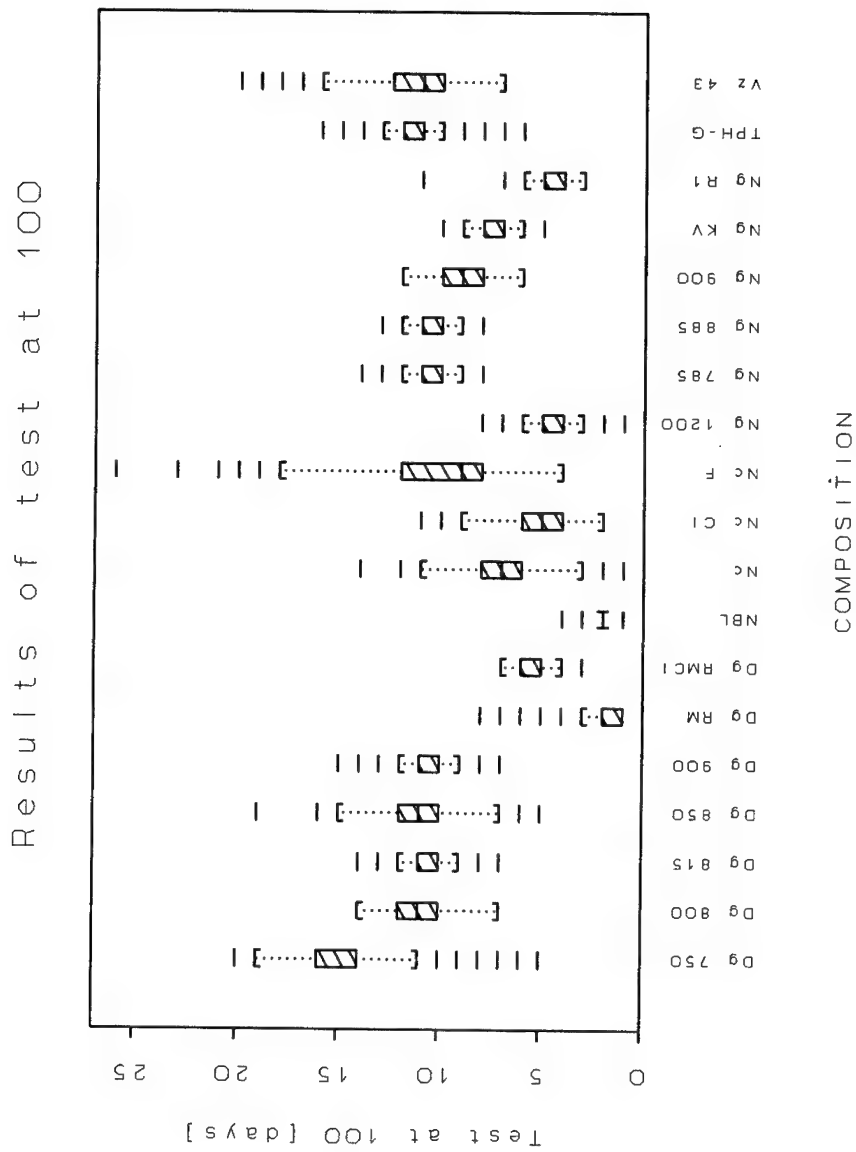 Results of test at 100
Test at 100 [days]
25
20
15
10
5
0
Dg 750
Dg 800
Dg 815
Dg 850
Dg 900
Dg RM
Dg RMCI
NBL
Nc
Nc CI
Nc F
Ng 1200
Ng 785
Ng 885
Ng 900
Ng KV
Ng R1
TPH-G
Vz 43
COMPOSITION